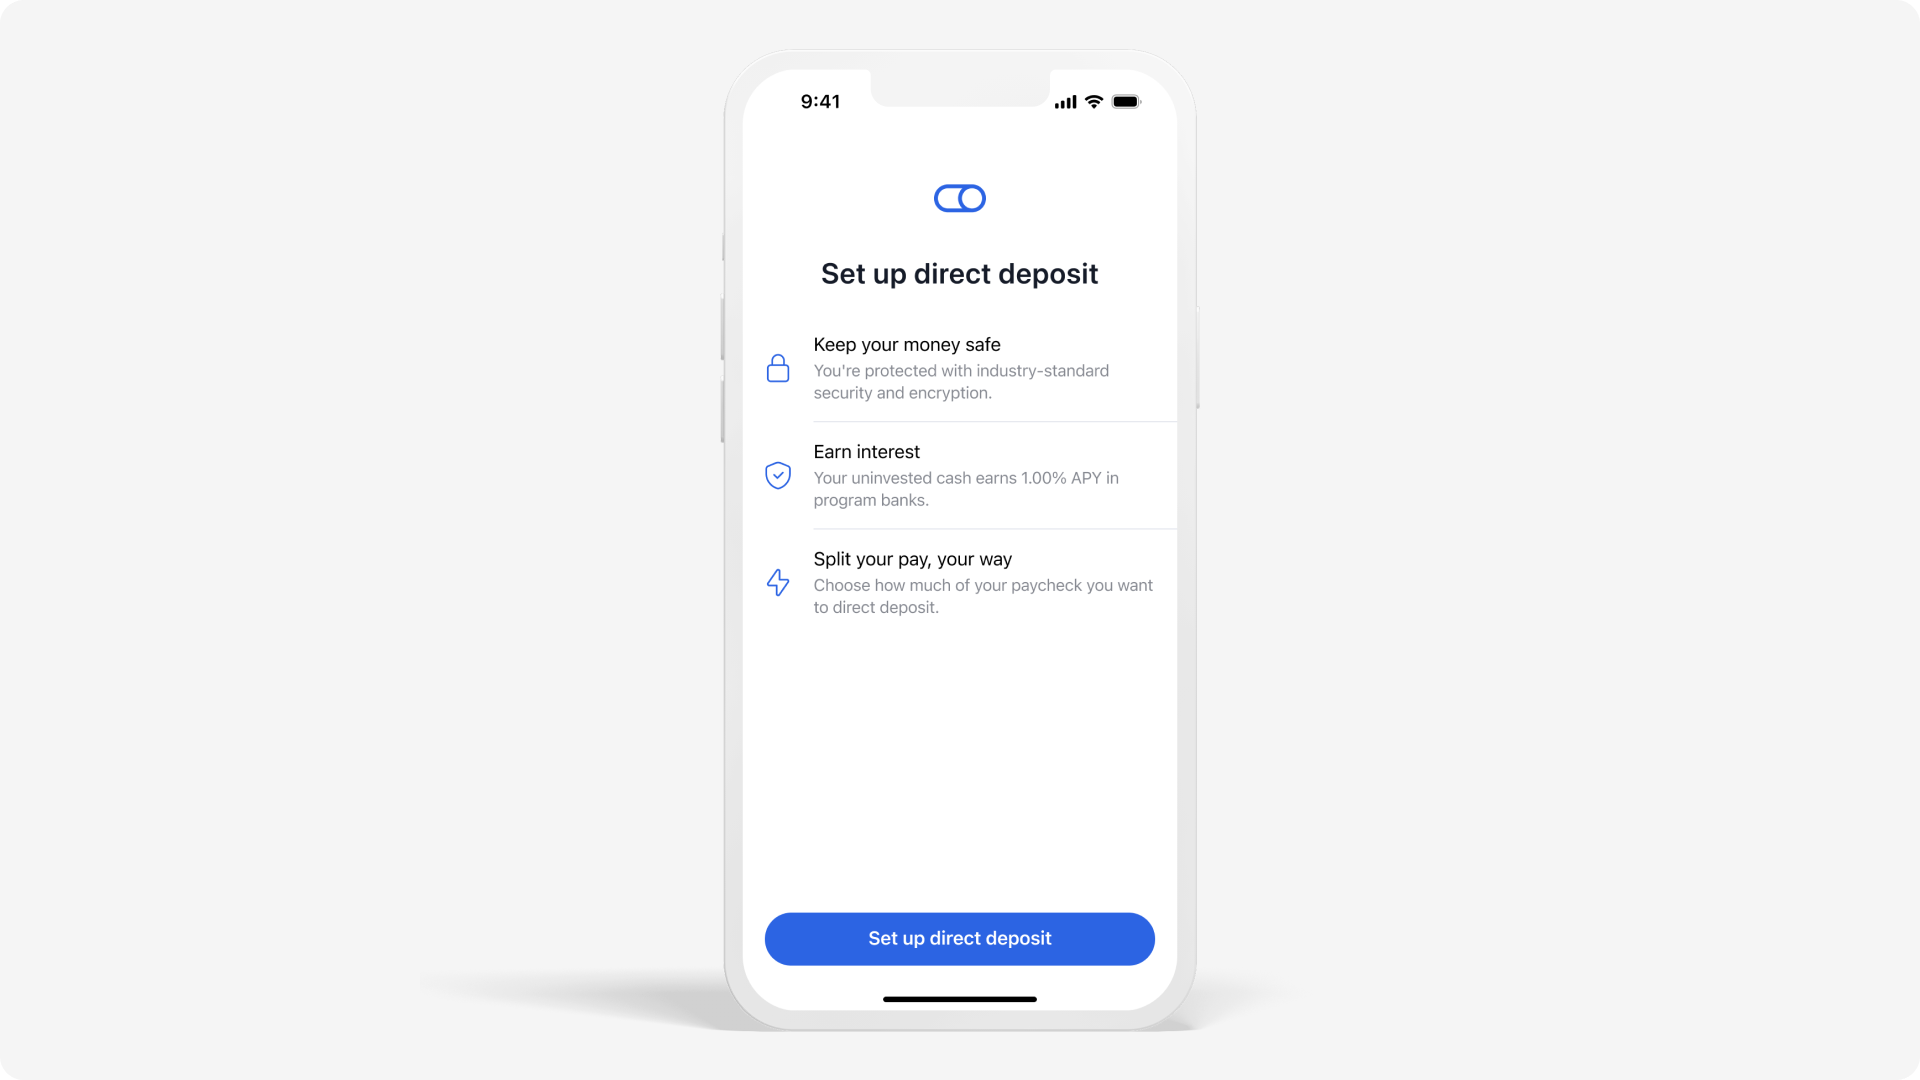 9:41
Set up direct deposit
Keep your money safe
You're protected with industry-standard
security and encryption.
Earn interest
Your uninvested cash earns 1.00% APY in
program banks.
Split your pay, your way
Choose how much of your paycheck you want
to direct deposit.
Set up direct deposit